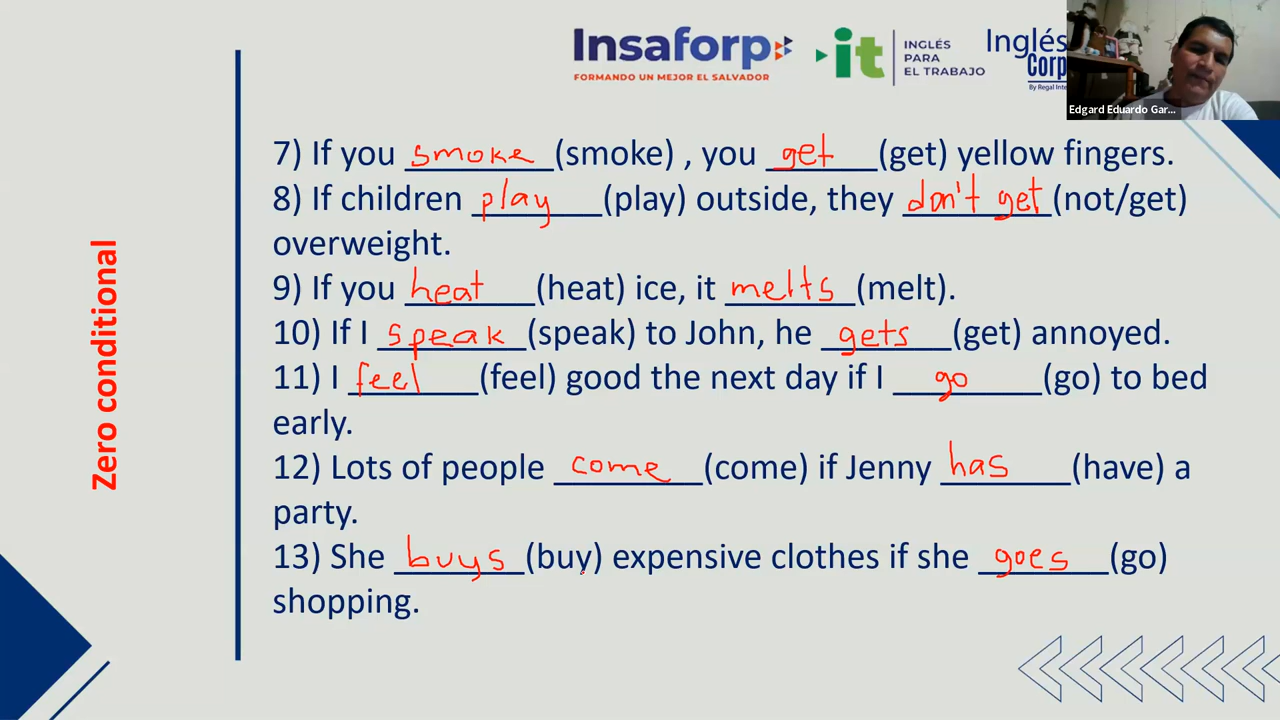 Insaforp
FORMANDO UN MEJOR EL SALVADOR
it
INGLÉS
PARA
EL TRABAJO
Inglés
Corp
By Regal
Edgard Eduardo Gar...
Zero conditional
7) If you smoke (smoke) , you get (get) yellow fingers.
8) If children play (play) outside, they don't get (not/get)
overweight.
9) If you heat (heat) ice, it melts (melt).
10) If I speak (speak) to John, he gets (get) annoyed.
11) I feel (feel) good the next day if I go (go) to bed
early.
12) Lots of people come (come) if Jenny has (have) a
party.
13) She buys (buy) expensive clothes if she goes (go)
shopping.